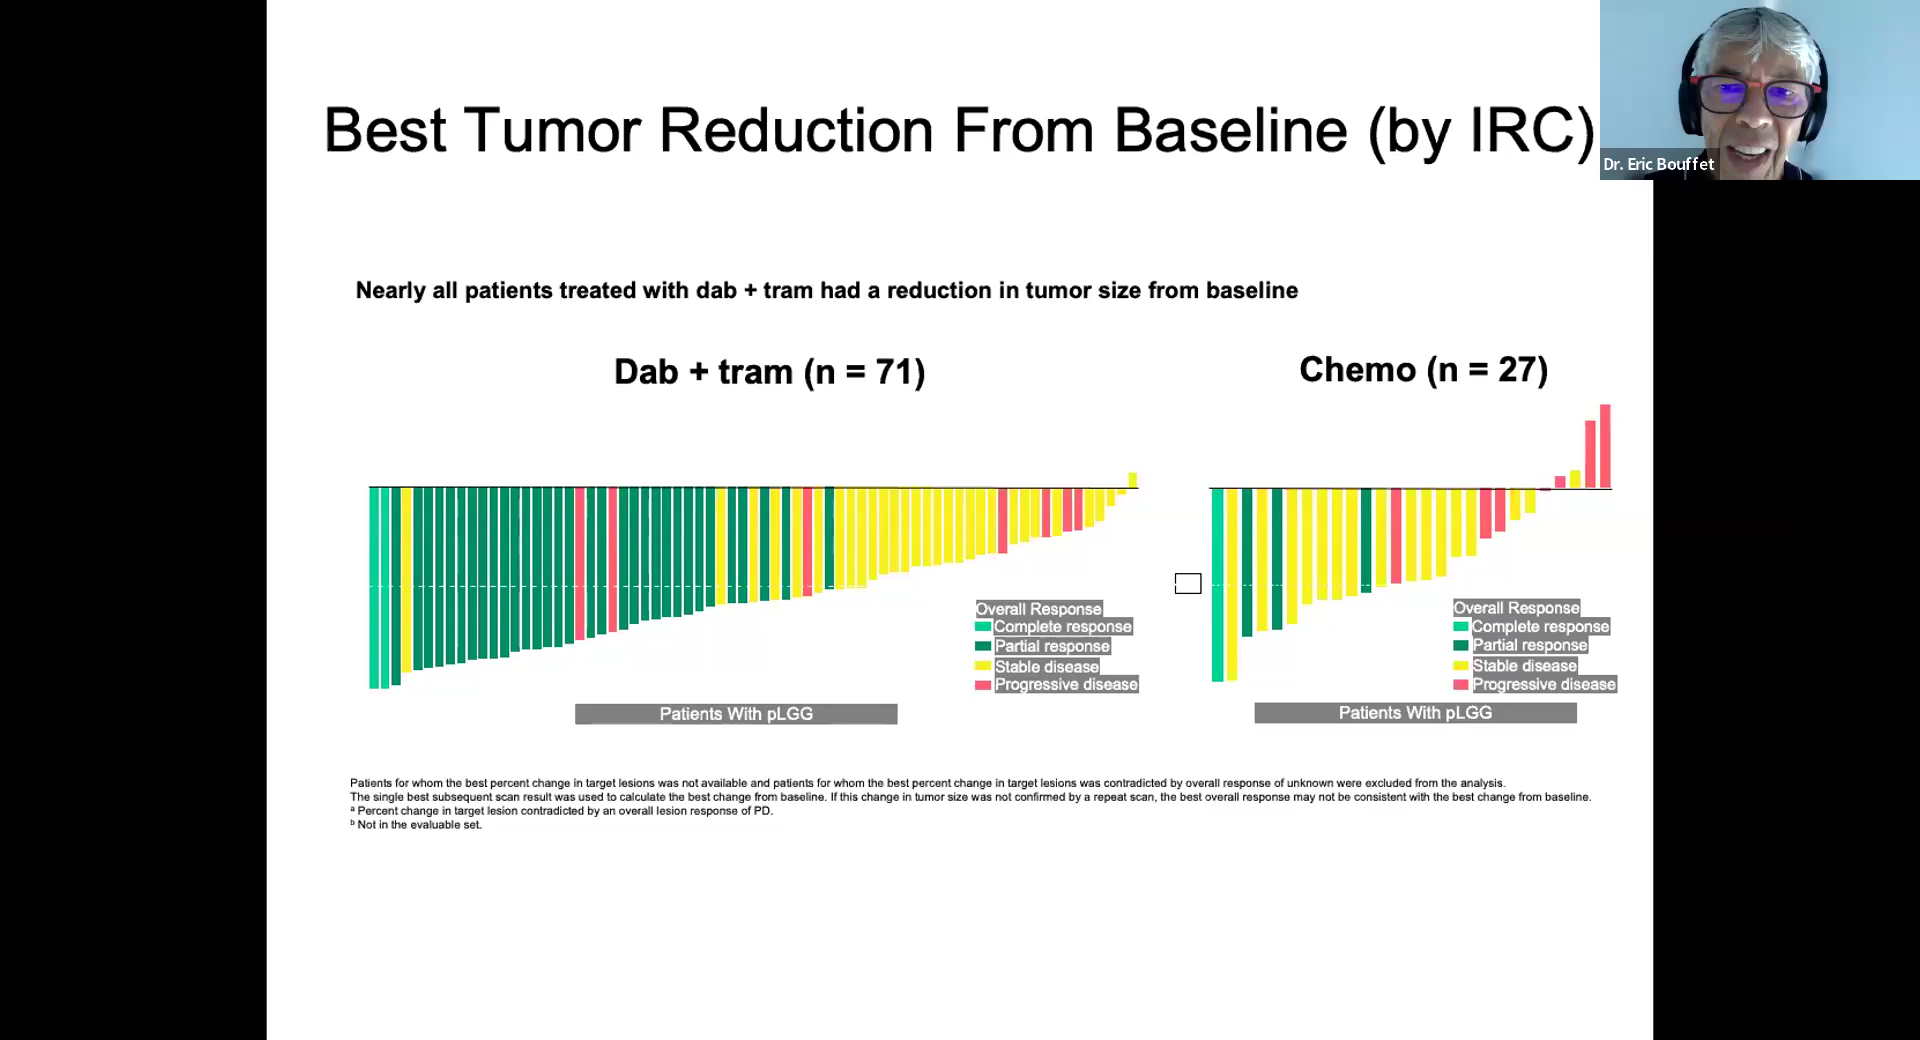 Best Tumor Reduction From Baseline (by IRC)
Dr. Eric Bouffet
Nearly all patients treated with dab + tram had a reduction in tumor size from baseline
Dab + tram (n = 71)
Chemo (n = 27)
Overall Response
Complete response
Partial response
Stable disease
Progressive disease
Patients With pLGG
Overall Response
Complete response
Partial response
Stable disease
Progressive disease
Patients With pLGG
Patients for whom the best percent change in target lesions was not available and patients for whom the best percent change in target lesions was contradicted by overall response of unknown were excluded from the analysis.
The single best subsequent scan result was used to calculate the best change from baseline. If this change in tumor size was not confirmed by a repeat scan, the best overall response may not be consistent with the best change from baseline.
ᵃ Percent change in target lesion contradicted by an overall lesion response of PD.
ᵇ Not in the evaluable set.